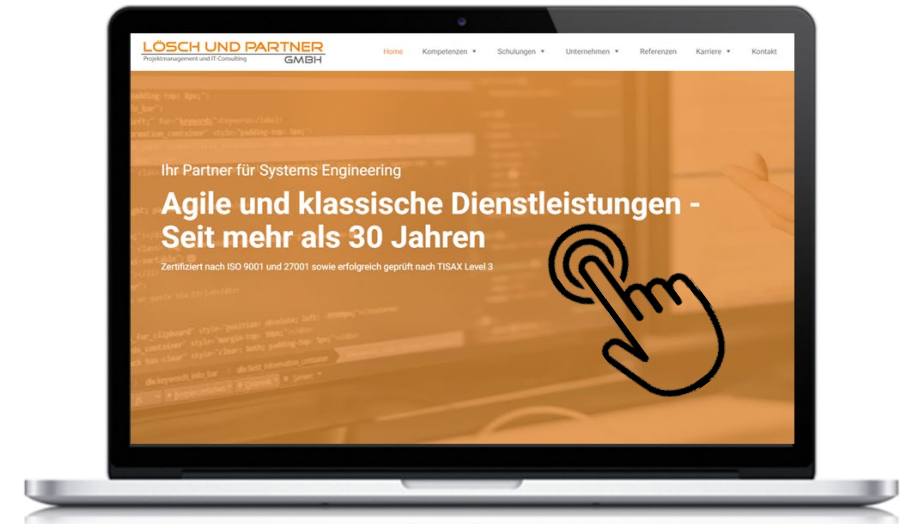 LÖSCH UND PARTNER
Projektmanagement und IT-Consulting GMBH
Home Kompetenzen Schulungen Unternehmen Referenzen Karriere Kontakt
Ihr Partner für Systems Engineering
Agile und klassische Dienstleistungen -
Seit mehr als 30 Jahren
Zertifiziert nach ISO 9001 und 27001 sowie erfolgreich geprüft nach TISAX Level 3